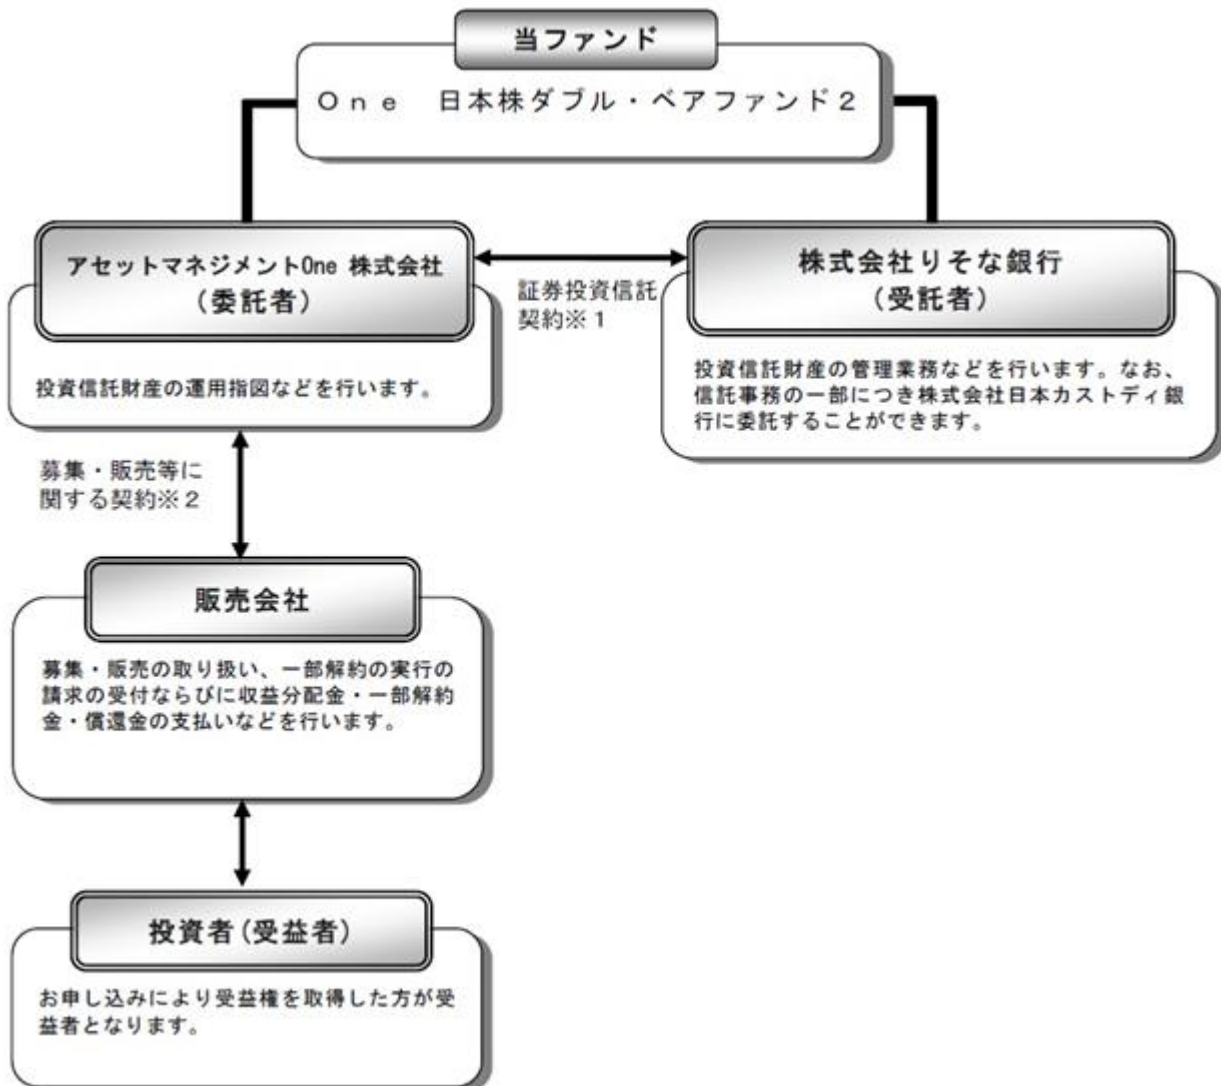 当ファンド
Ｏｎｅ　日本株ダブル・ベアファンド２
アセットマネジメントOne 株式会社
（委託者）
投資信託財産の運用指図などを行います。
証券投資信託
契約※１
株式会社りそな銀行
（受託者）
投資信託財産の管理業務などを行います。なお、
信託事務の一部につき株式会社日本カストディ銀
行に委託することができます。
募集・販売等に
関する契約※２
販売会社
募集・販売の取り扱い、一部解約の実行の
請求の受付ならびに収益分配金・一部解約
金・償還金の支払いなどを行います。
投資者(受益者)
お申し込みにより受益権を取得した方が受
益者となります。